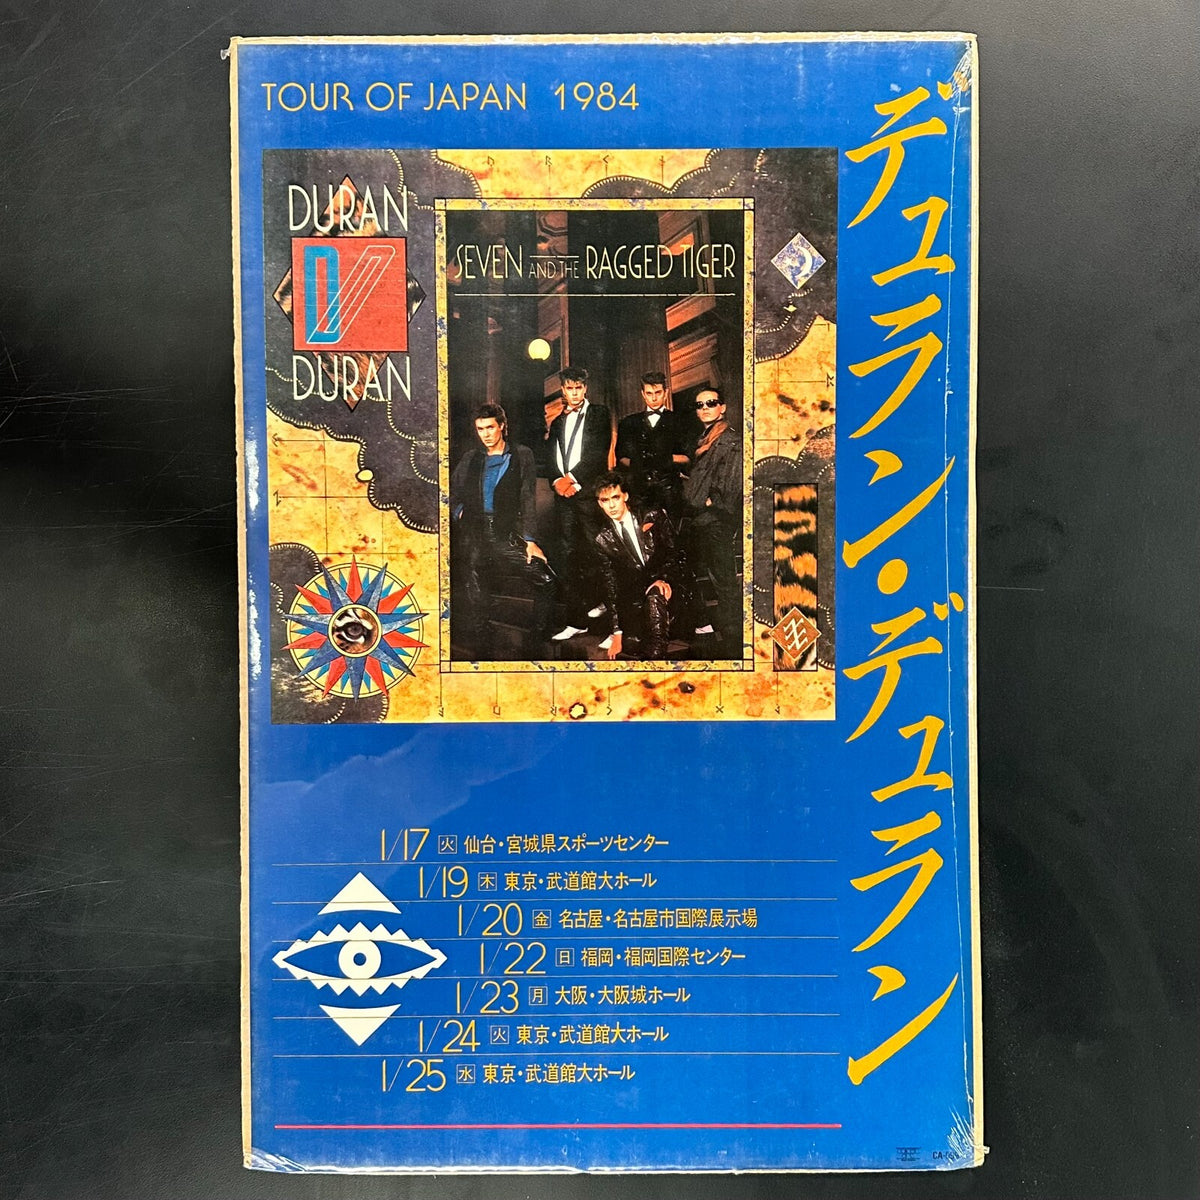 TOUR OF JAPAN 1984
デュラン・デュラン
DURAN
DURAN
SEVEN AND THE RAGGED TIGER
1/17 火 仙台・宮城県スポーツセンター
1/19 木 東京・武道館大ホール
1/20 金 名古屋・名古屋市国際展示場
1/22 日 福岡・福岡国際センター
1/23 月 大阪・大阪城ホール
1/24 火 東京・武道館大ホール
1/25 水 東京・武道館大ホール